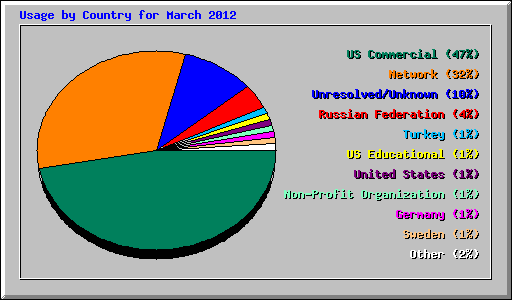 Usage by Country for March 2012
US Commercial (47%)
Network (32%)
Unresolved/Unknown (10%)
Russian Federation (4%)
Turkey (1%)
US Educational (1%)
United States (1%)
Non-Profit Organization (1%)
Germany (1%)
Sweden (1%)
Other (2%)